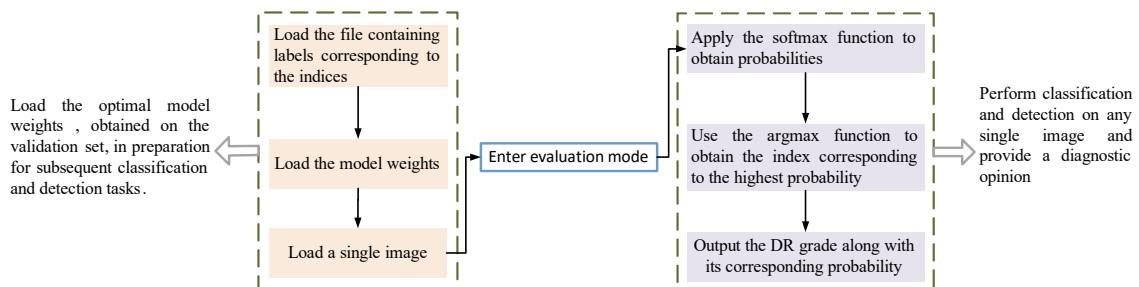 Load the optimal model
weights , obtained on the
validation set, in preparation
for subsequent classification
and detection tasks.
Load the file containing
labels corresponding to
the indices
Load the model weights
Load a single image
Enter evaluation mode
Apply the softmax function to
obtain probabilities
Use the argmax function to
obtain the index corresponding
to the highest probability
Output the DR grade along with
its corresponding probability
Perform classification
and detection on any
single image and
provide a diagnostic
opinion